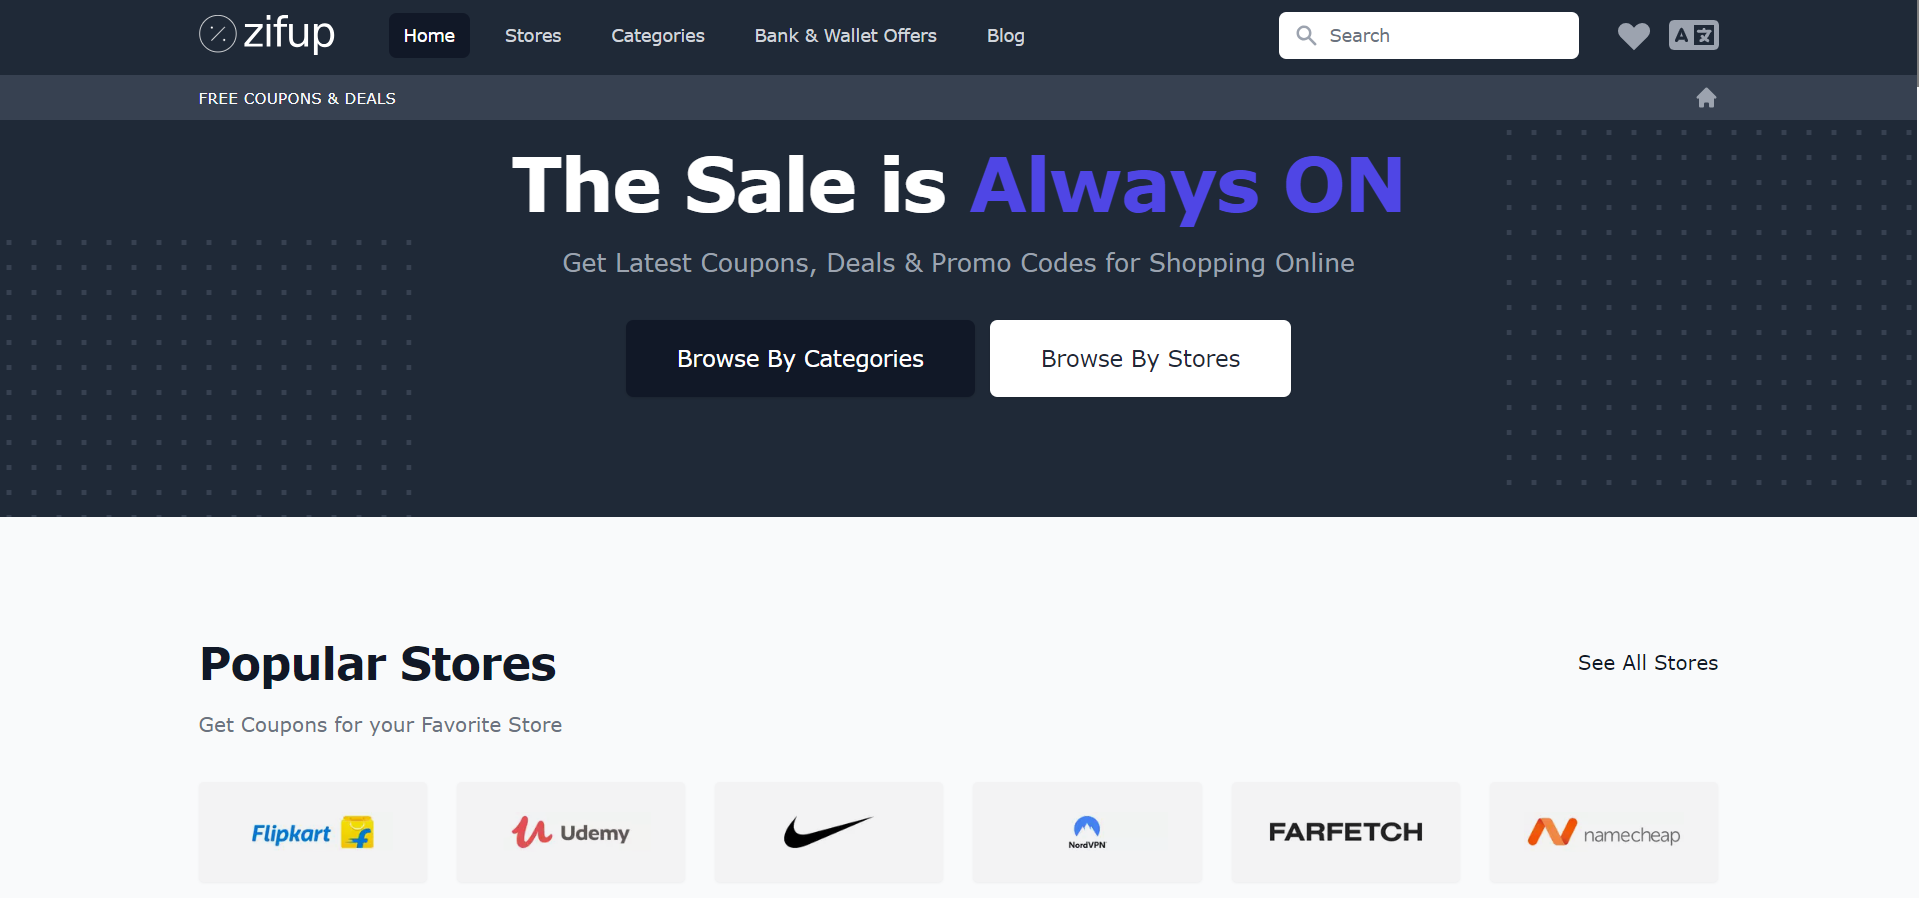 zifup Home Stores Categories Bank & Wallet Offers Blog Search A 文
FREE COUPONS & DEALS
The Sale is Always ON
Get Latest Coupons, Deals & Promo Codes for Shopping Online
Browse By Categories Browse By Stores
Popular Stores See All Stores
Get Coupons for your Favorite Store
Flipkart Udemy NordVPN FARFETCH namecheap